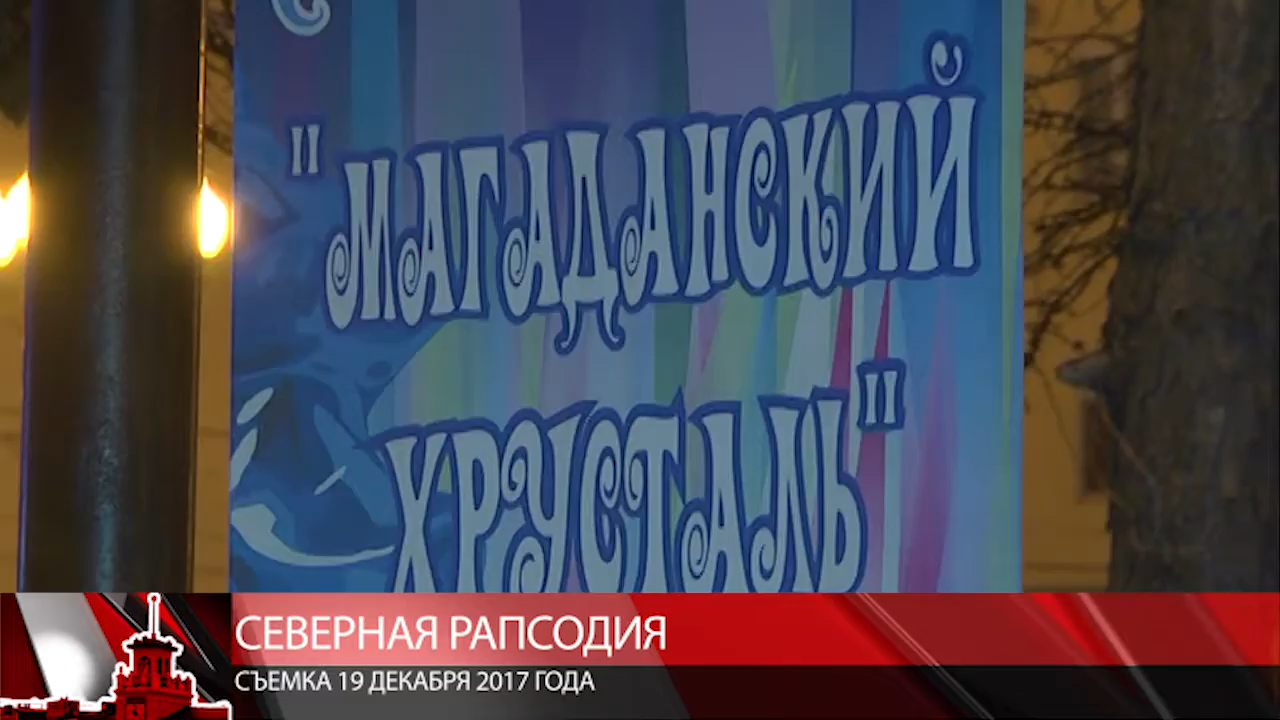 "МАГАДАНСКИЙ
ХРУСТАЛЬ"
СЕВЕРНАЯ РАПСОДИЯ
СЪЕМКА 19 ДЕКАБРЯ 2017 ГОДА